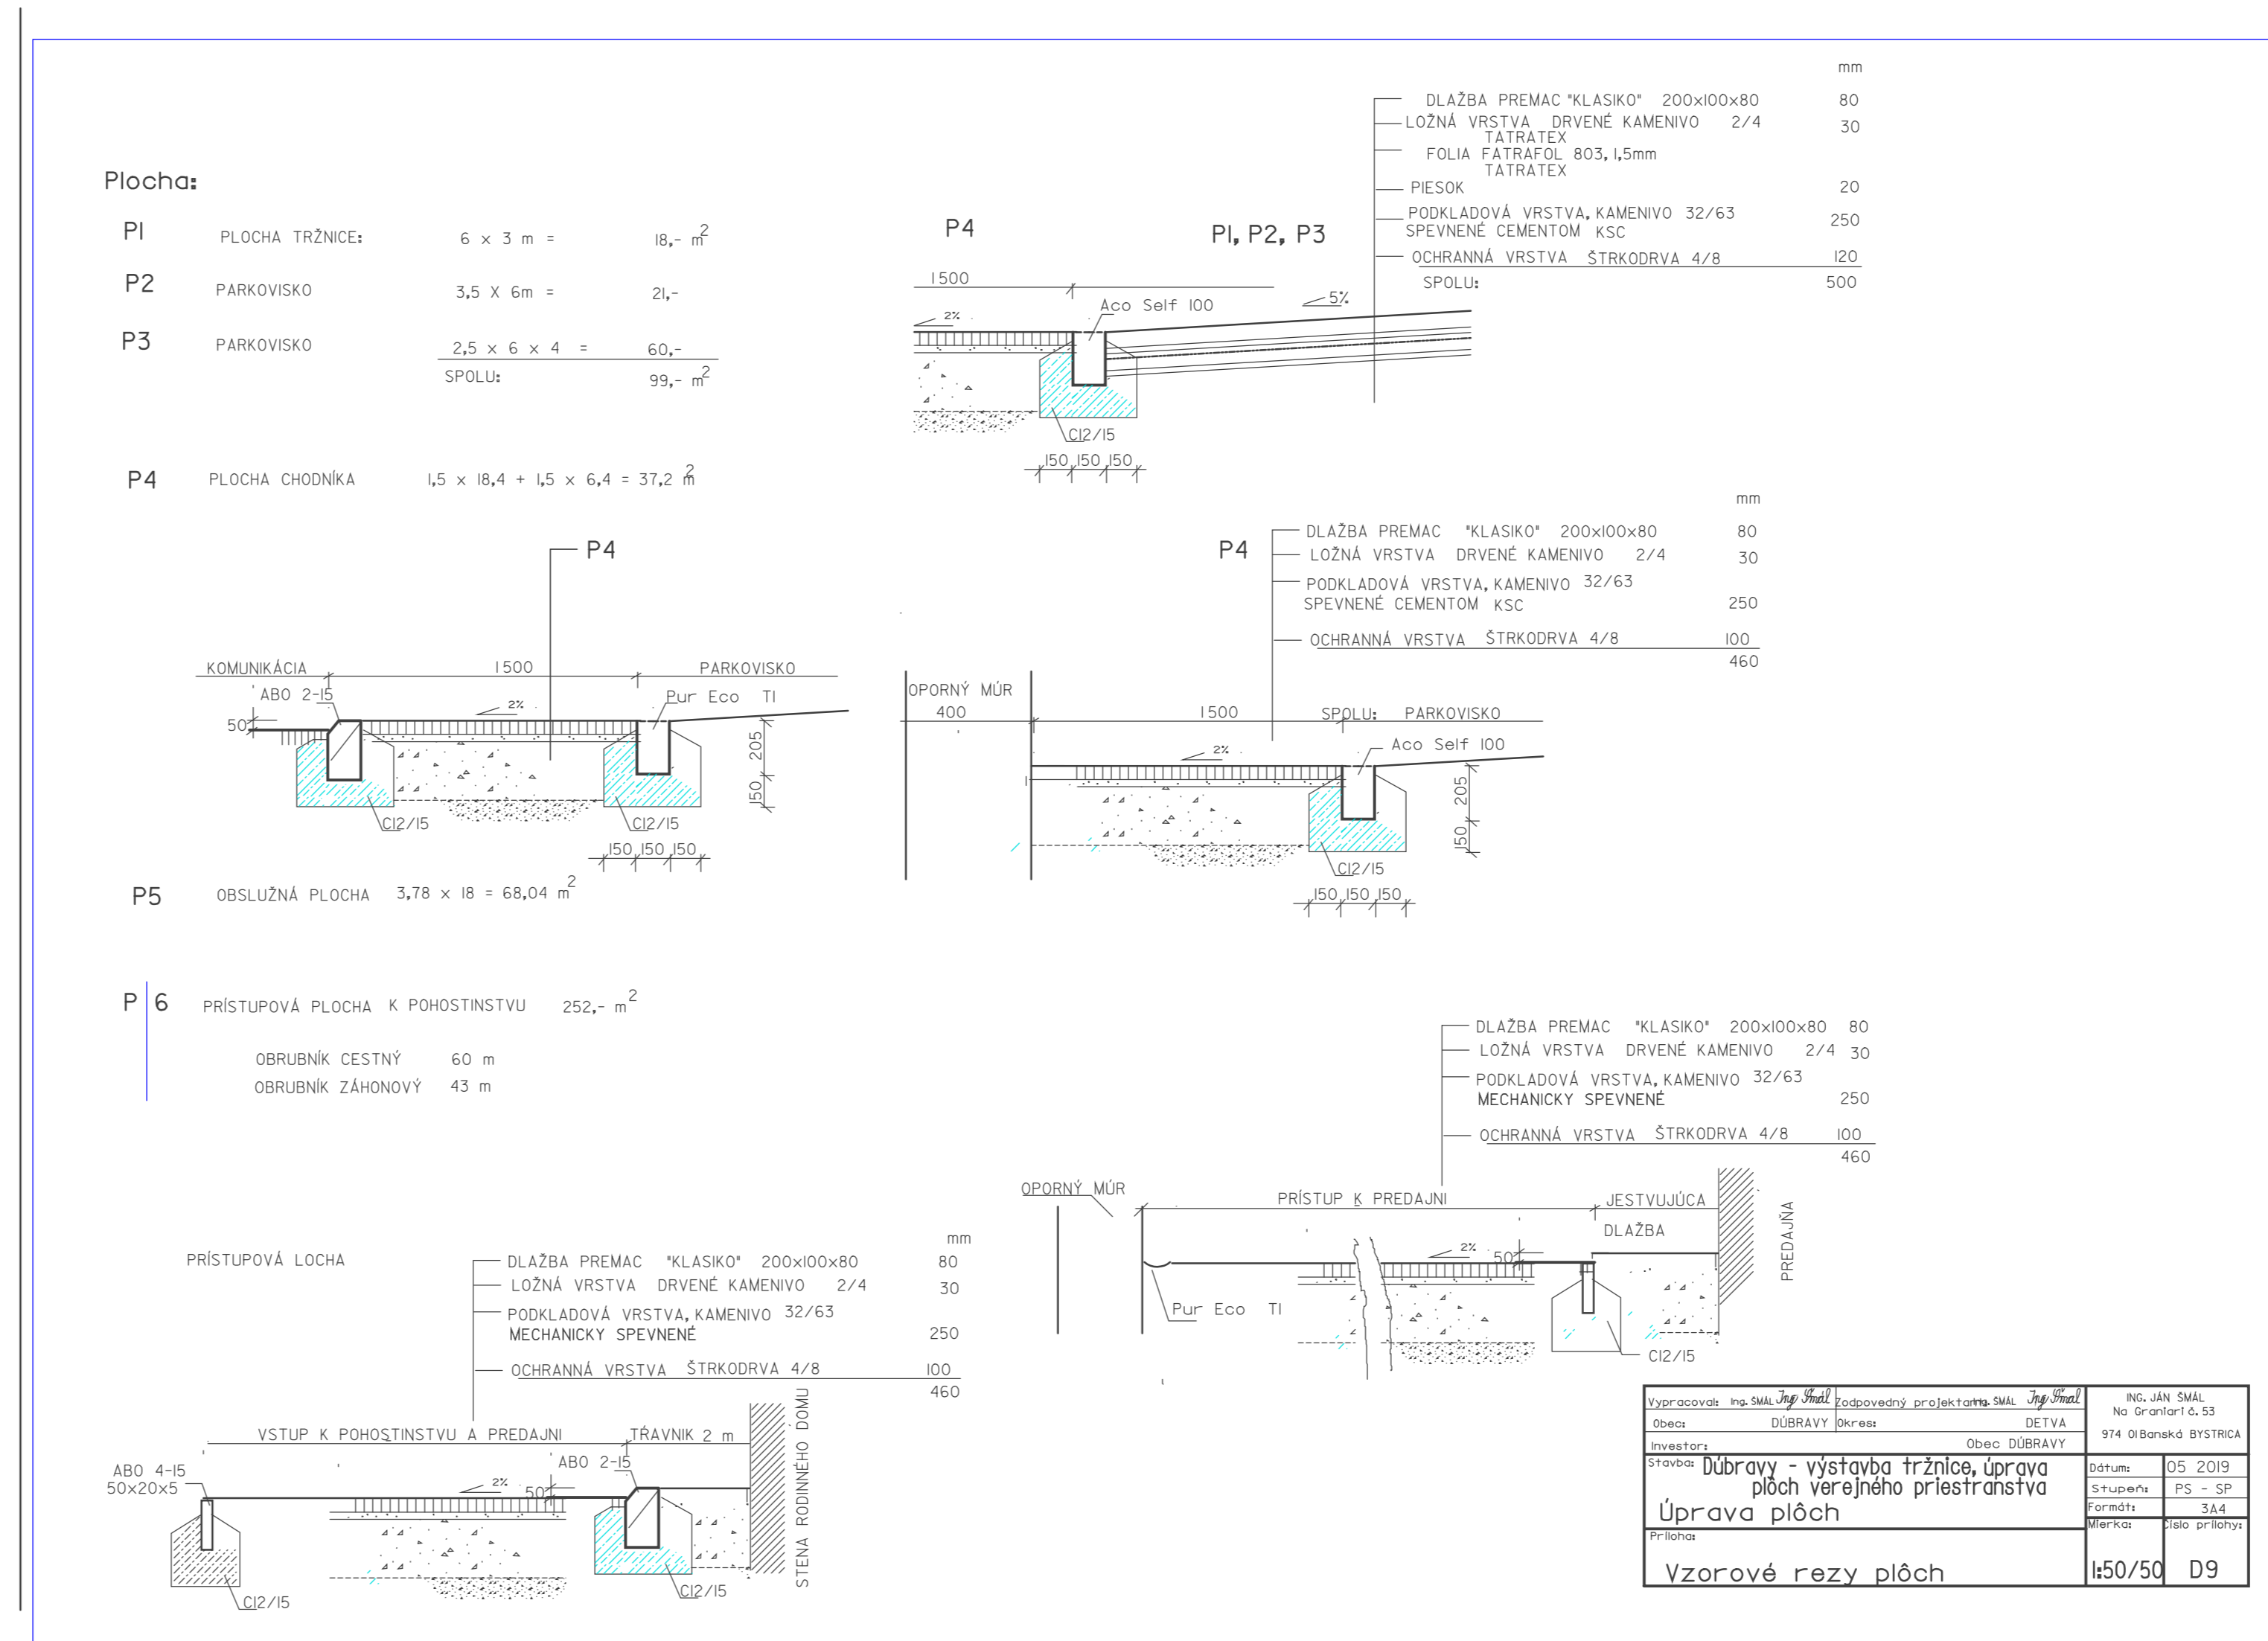 Plocha:
P1 PLOCHA TRŽNICE: 6 x 3 m = 18,- m2
P2 PARKOVISKO 3,5 X 6m = 21,-
P3 PARKOVISKO 2,5 x 6 x 4 = 60,-
SPOLU: 99,- m2
P4 PLOCHA CHODNÍKA 1,5 x 18,4 + 1,5 x 6,4 = 37,2 m2
mm
DLAŽBA PREMAC "KLASIKO" 200x100x80 80
LOŽNÁ VRSTVA DRVENÉ KAMENIVO 2/4 30
TATRATEX
FOLIA FATRAFOL 803, 1,5mm
TATRATEX
PIESOK 20
PODKLADOVÁ VRSTVA, KAMENIVO 32/63 250
SPEVNENÉ CEMENTOM KSC
OCHRANNÁ VRSTVA ŠTRKODRVA 4/8 120
SPOLU: 500
P4 P1, P2, P3
1500
Aco Self 100
5%
2%
C12/15
150 150 150
P4
KOMUNIKÁCIA 1500 PARKOVISKO
ABO 2-15
Pur Eco T1
2%
50
205
150
C12/15
C12/15
150 150 150
mm
P4
DLAŽBA PREMAC "KLASIKO" 200x100x80 80
LOŽNÁ VRSTVA DRVENÉ KAMENIVO 2/4 30
PODKLADOVÁ VRSTVA, KAMENIVO 32/63
SPEVNENÉ CEMENTOM KSC 250
OCHRANNÁ VRSTVA ŠTRKODRVA 4/8 100
460
OPORNÝ MÚR
400 1500 SPOLU: PARKOVISKO
2%
Aco Self 100
205
150
C12/15
150 150 150
P5 OBSLUŽNÁ PLOCHA 3,78 x 18 = 68,04 m2
P 6 PRÍSTUPOVÁ PLOCHA K POHOSTINSTVU 252,- m2
OBRUBNÍK CESTNÝ 60 m
OBRUBNÍK ZÁHONOVÝ 43 m
DLAŽBA PREMAC "KLASIKO" 200x100x80 80
LOŽNÁ VRSTVA DRVENÉ KAMENIVO 2/4 30
PODKLADOVÁ VRSTVA, KAMENIVO 32/63
MECHANICKY SPEVNENÉ 250
OCHRANNÁ VRSTVA ŠTRKODRVA 4/8 100
460
OPORNÝ MÚR
PRÍSTUP K PREDAJNI JESTVUJÚCA
DLAŽBA
PREDAJŇA
2%
50
Pur Eco T1
C12/15
PRÍSTUPOVÁ LOCHA
mm
DLAŽBA PREMAC "KLASIKO" 200x100x80 80
LOŽNÁ VRSTVA DRVENÉ KAMENIVO 2/4 30
PODKLADOVÁ VRSTVA, KAMENIVO 32/63
MECHANICKY SPEVNENÉ 250
OCHRANNÁ VRSTVA ŠTRKODRVA 4/8 100
460
VSTUP K POHOSTINSTVU A PREDAJNI TŔAVNIK 2 m
STENA RODINNÉHO DOMU
ABO 4-15
50x20x5
ABO 2-15
2%
50
C12/15
C12/15
Vypracoval: Ing. ŠMÁL Ing Šmál Zodpovedný projektant: Ing. ŠMÁL Ing Šmál
Obec: DÚBRAVY Okres: DETVA
Investor: Obec DÚBRAVY
ING. JÁN ŠMÁL
Na Graniari č. 53
974 01 Banská BYSTRICA
Stavba: Dúbravy - výstavba tržnice, úprava
plôch verejného priestranstva
Úprava plôch
Dátum: 05 2019
Stupeň: PS - SP
Formát: 3A4
Mierka: Číslo prílohy:
1:50/50 D9
Príloha:
Vzorové rezy plôch